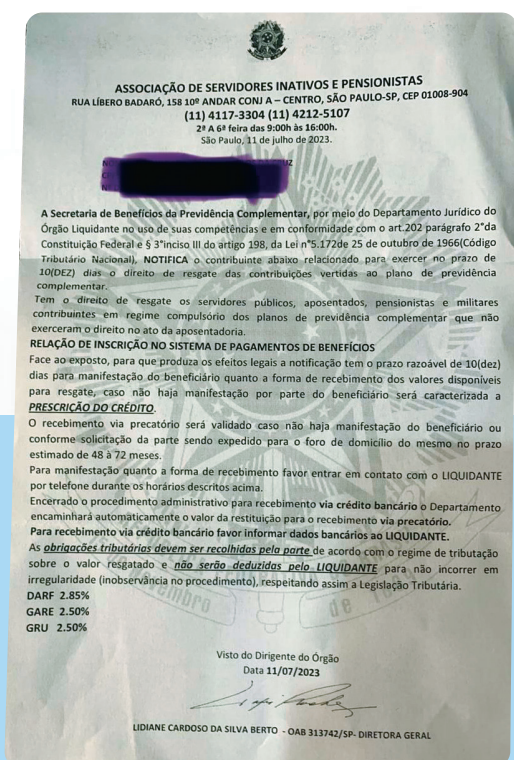 ASSOCIAÇÃO DE SERVIDORES INATIVOS E PENSIONISTAS
RUA LÍBERO BADARÓ, 158 10º ANDAR CONJ A – CENTRO, SÃO PAULO-SP, CEP 01008-904
(11) 4117-3304 (11) 4212-5107
2ª A 6ª feira das 9:00h às 16:00h.
São Paulo, 11 de julho de 2023.
A Secretaria de Benefícios da Previdência Complementar, por meio do Departamento Jurídico do
Órgão Liquidante no uso de suas competências e em conformidade com o art.202 parágrafo 2°da
Constituição Federal e § 3°inciso III do artigo 198, da Lei n°5.172de 25 de outubro de 1966(Código
Tributário Nacional), NOTIFICA o contribuinte abaixo relacionado para exercer no prazo de
10(DEZ) dias o direito de resgate das contribuições vertidas ao plano de previdência
complementar.
Tem o direito de resgate os servidores públicos, aposentados, pensionistas e militares
contribuintes em regime compulsório dos planos de previdência complementar que não
exerceram o direito no ato da aposentadoria.
RELAÇÃO DE INSCRIÇÃO NO SISTEMA DE PAGAMENTOS DE BENEFÍCIOS
Face ao exposto, para que produza os efeitos legais a notificação tem o prazo razoável de 10(dez)
dias para manifestação do beneficiário quanto a forma de recebimento dos valores disponíveis
para resgate, caso não haja manifestação por parte do beneficiário será caracterizada a
PRESCRIÇÃO DO CRÉDITO.
O recebimento via precatório será validado caso não haja manifestação do beneficiário ou
conforme solicitação da parte sendo expedido para o foro de domicílio do mesmo no prazo
estimado de 48 à 72 meses.
Para manifestação quanto a forma de recebimento favor entrar em contato com o LIQUIDANTE
por telefone durante os horários descritos acima.
Encerrado o procedimento administrativo para recebimento via crédito bancário o Departamento
encaminhará automaticamente o valor da restituição para o recebimento via precatório.
Para recebimento via crédito bancário favor informar dados bancários ao LIQUIDANTE.
As obrigações tributárias devem ser recolhidas pela parte de acordo com o regime de tributação
sobre o valor resgatado e não serão deduzidas pelo LIQUIDANTE para não incorrer em
irregularidade (inobservância no procedimento), respeitando assim a Legislação Tributária.
DARF 2.85%
GARE 2.50%
GRU 2.50%
Visto do Dirigente do Órgão
Data 11/07/2023
LIDIANE CARDOSO DA SILVA BERTO - OAB 313742/SP- DIRETORA GERAL